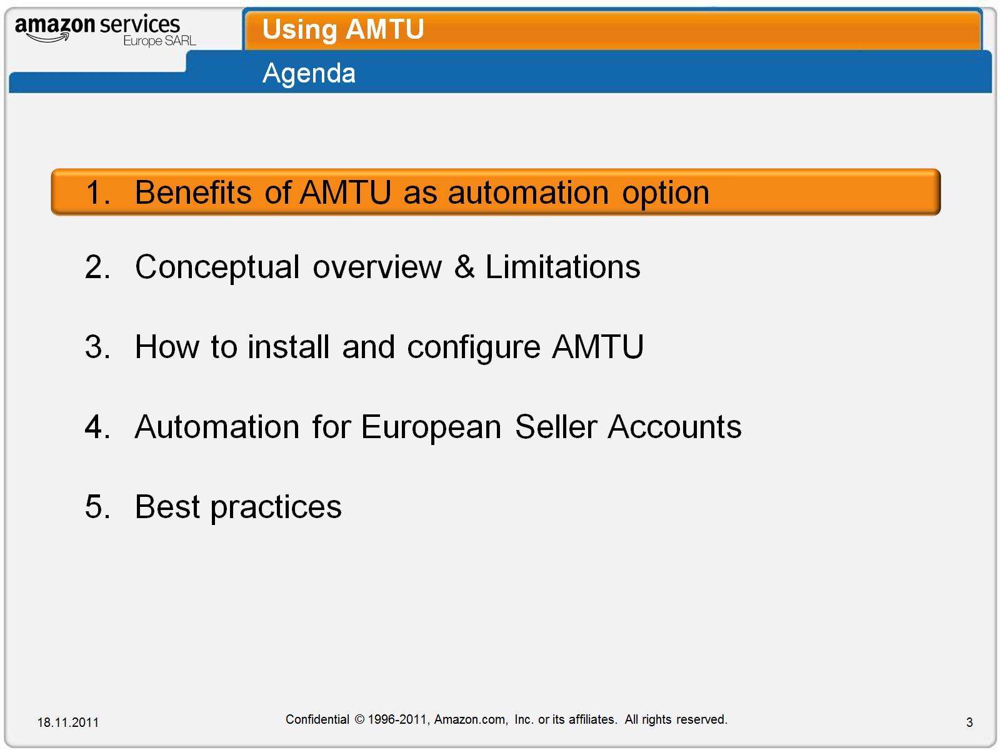 amazon services
Europe SARL
Using AMTU
Agenda
1. Benefits of AMTU as automation option
2. Conceptual overview & Limitations
3. How to install and configure AMTU
4. Automation for European Seller Accounts
5. Best practices
18.11.2011
Confidential © 1996-2011, Amazon.com, Inc. or its affiliates. All rights reserved.
3